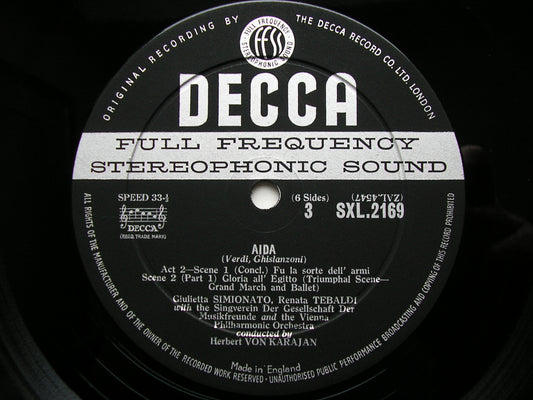 ORIGINAL RECORDING BY THE DECCA RECORD CO. LTD. LONDON
FULL FREQUENCY STEREOPHONIC SOUND
ffss
DECCA
FULL FREQUENCY
STEREOPHONIC SOUND
SPEED 33⅓
DECCA
(REGD. TRADE MARK)
(6 Sides)
3
(ZAL.4547)
SXL.2169
AIDA
(Verdi, Ghislanzoni)
Act 2—Scene 1 (Concl.) Fu la sorte dell' armi
Scene 2 (Part 1) Gloria all' Egitto (Triumphal Scene—
Grand March and Ballet)
Giulietta SIMIONATO, Renata TEBALDI
with the Singverein Der Gesellschaft Der
Musikfreunde and the Vienna
Philharmonic Orchestra
conducted by
Herbert VON KARAJAN
Made in England
ALL RIGHTS OF THE MANUFACTURER AND OF THE OWNER OF THE RECORDED WORK RESERVED - UNAUTHORISED PUBLIC PERFORMANCE BROADCASTING AND COPYING OF THIS RECORD PROHIBITED